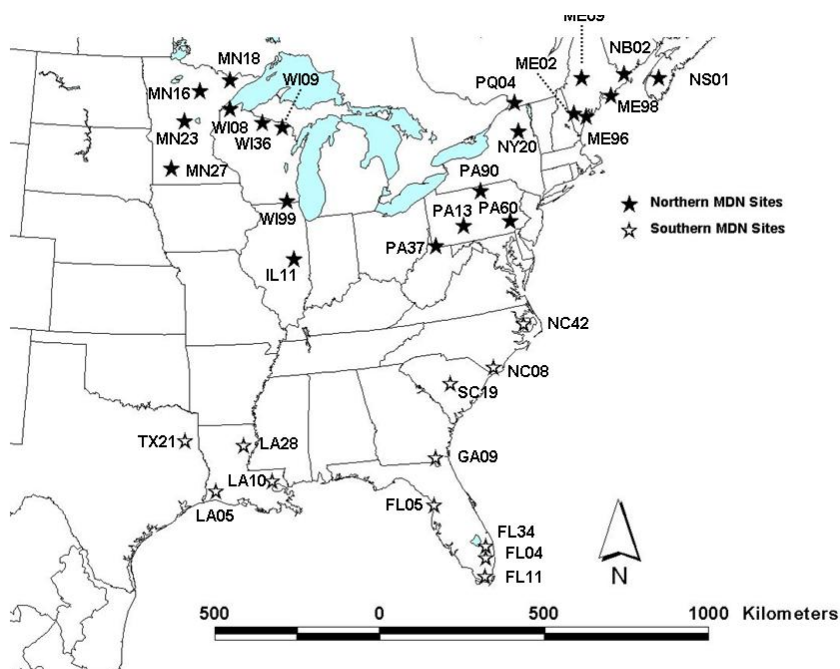 ME09
NB02
MN18
ME02
WI09
NS01
MN16
PQ04
ME98
WI08
WI36
MN23
ME96
NY20
MN27
PA90
Northern MDN Sites
PA13
PA60
WI99
Southern MDN Sites
PA37
IL11
NC42
NC08
SC19
TX21
LA28
GA09
LA10
FL05
LA05
FL34
FL04
FL11
N
500 0 500 1000 Kilometers